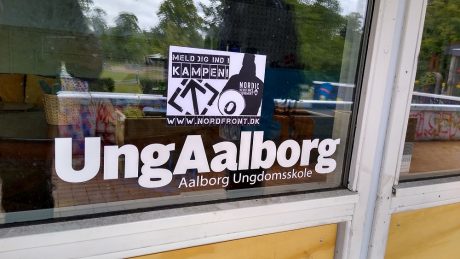 MELD DIG IND I
KAMPEN!
NORDIC
WWW.NORDFRONT.DK
UngAalborg
Aalborg Ungdomsskole